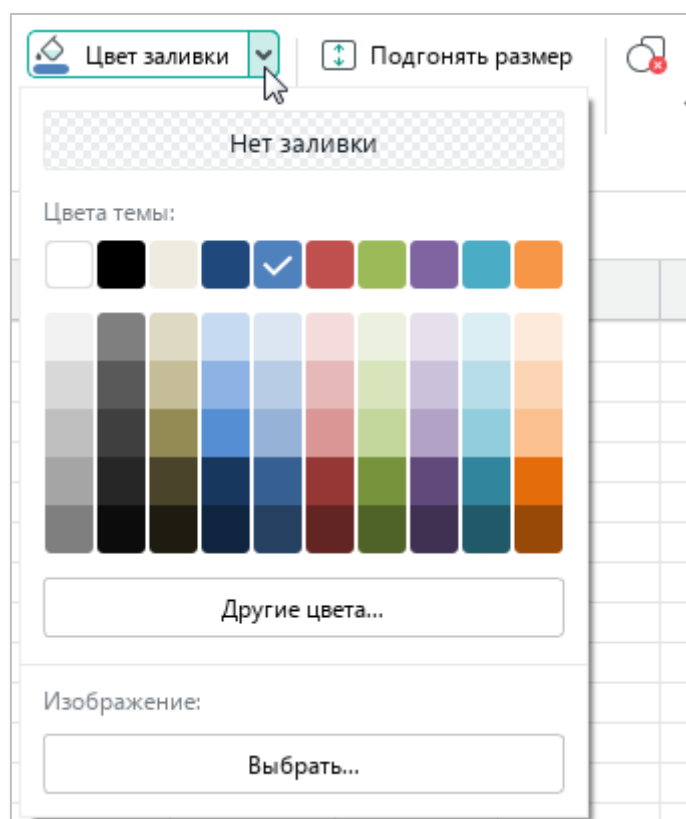 Цвет заливки Подгонять размер
Нет заливки
Цвета темы:
Другие цвета...
Изображение:
Выбрать...